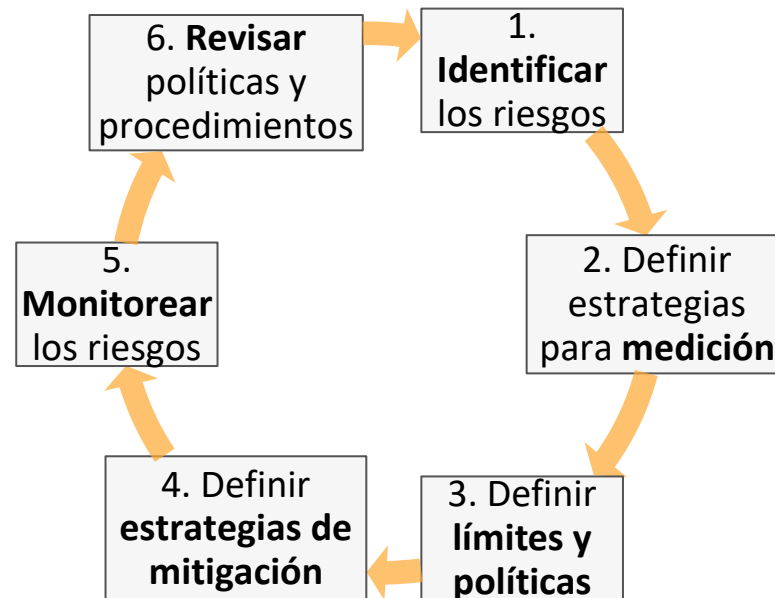 1.
Identificar
los riesgos
2. Definir
estrategias
para medición
3. Definir
límites y
políticas
4. Definir
estrategias de
mitigación
5.
Monitorear
los riesgos
6. Revisar
políticas y
procedimientos